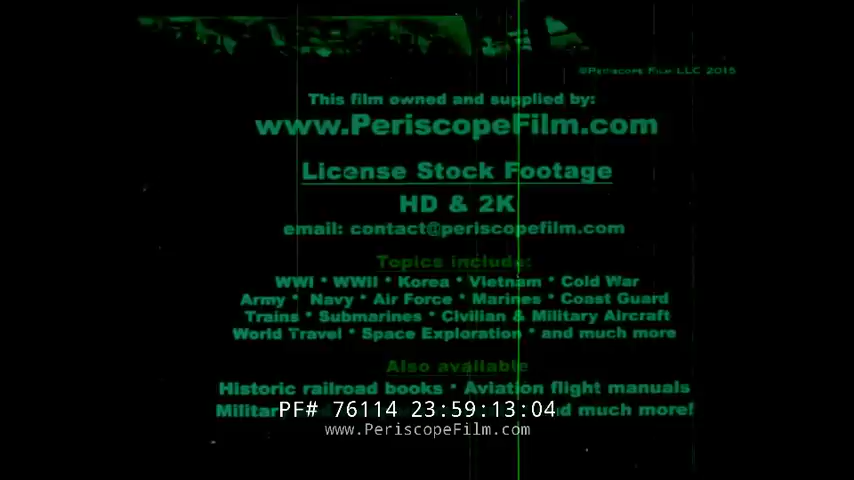 ©Periscope Film LLC 2015
This film owned and supplied by:
www.PeriscopeFilm.com
License Stock Footage
HD & 2K
email: contact@periscopefilm.com
Topics include:
WWI * WWII * Korea * Vietnam * Cold War
Army * Navy * Air Force * Marines * Coast Guard
Trains * Submarines * Civilian & Military Aircraft
World Travel * Space Exploration * and much more
Also available
Historic railroad books * Aviation flight manuals
and much more!
PF# 76114 23:59:13:04
www.PeriscopeFilm.com